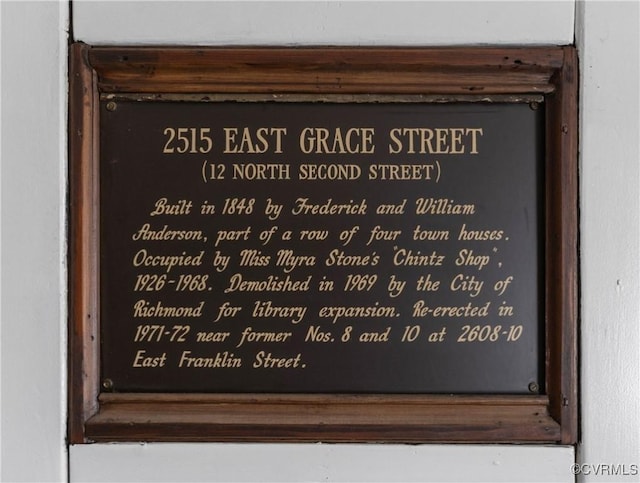 2515 EAST GRACE STREET
(12 NORTH SECOND STREET)
Built in 1848 by Frederick and William
Anderson, part of a row of four town houses.
Occupied by Miss Myra Stone's "Chintz Shop",
1926-1968. Demolished in 1969 by the City of
Richmond for library expansion. Re-erected in
1971-72 near former Nos. 8 and 10 at 2608-10
East Franklin Street.
©CVRMLS